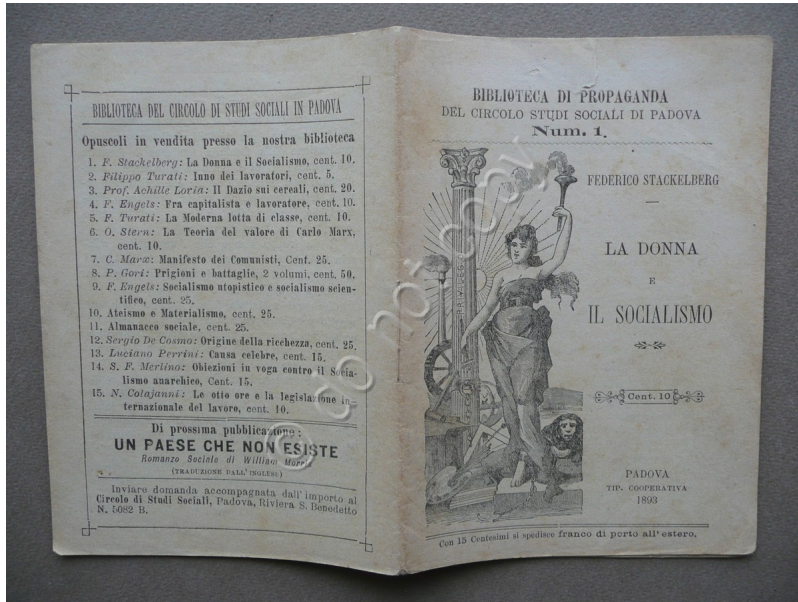 BIBLIOTECA DEL CIRCOLO DI STUDI SOCIALI IN PADOVA
Opuscoli in vendita presso la nostra biblioteca
1. F. Stackelberg: La Donna e il Socialismo, cent. 10.
2. Filippo Turati: Inno dei lavoratori, cent. 5.
3. Prof. Achille Loria: Il Dazio sui cereali, cent. 20.
4. F. Engels: Fra capitalista e lavoratore, cent. 10.
5. F. Turati: La Moderna lotta di classe, cent. 10.
6. O. Stern: La Teoria del valore di Carlo Marx,
cent. 10.
7. C. Marx: Manifesto dei Comunisti, Cent. 25.
8. P. Gori: Prigioni e battaglie, 2 volumi, cent. 50,
9. F. Engels: Socialismo utopistico e socialismo scien-
tifico, cent. 25.
10. Ateismo e Materialismo, cent. 25.
11. Almanacco sociale, cent. 25.
12. Sergio De Cosmo: Origine della ricchezza, cent. 25.
13. Luciano Perrini: Causa celebre, cent. 15.
14. S. F. Merlino: Obiezioni in voga contro il Socia-
lismo anarchico, Cent. 15.
15. N. Colajanni: Le otto ore e la legislazione in-
ternazionale del lavoro, cent. 10.
Di prossima pubblicazione:
UN PAESE CHE NON ESISTE
Romanzo Sociale di William Morris
(TRADUZIONE DALL'INGLESE)
Inviare domanda accompagnata dall' importo al
Circolo di Studi Sociali, Padova, Riviera S. Benedetto
N. 5082 B.
BIBLIOTECA DI PROPAGANDA
DEL CIRCOLO STUDI SOCIALI DI PADOVA
Num. 1.
FEDERICO STACKELBERG
LA DONNA
E
IL SOCIALISMO
Cent. 10
PADOVA
TIP. COOPERATIVA
1893
Con 15 Centesimi si spedisce franco di porto all'estero.
PRIVILEGIO
© do not copy